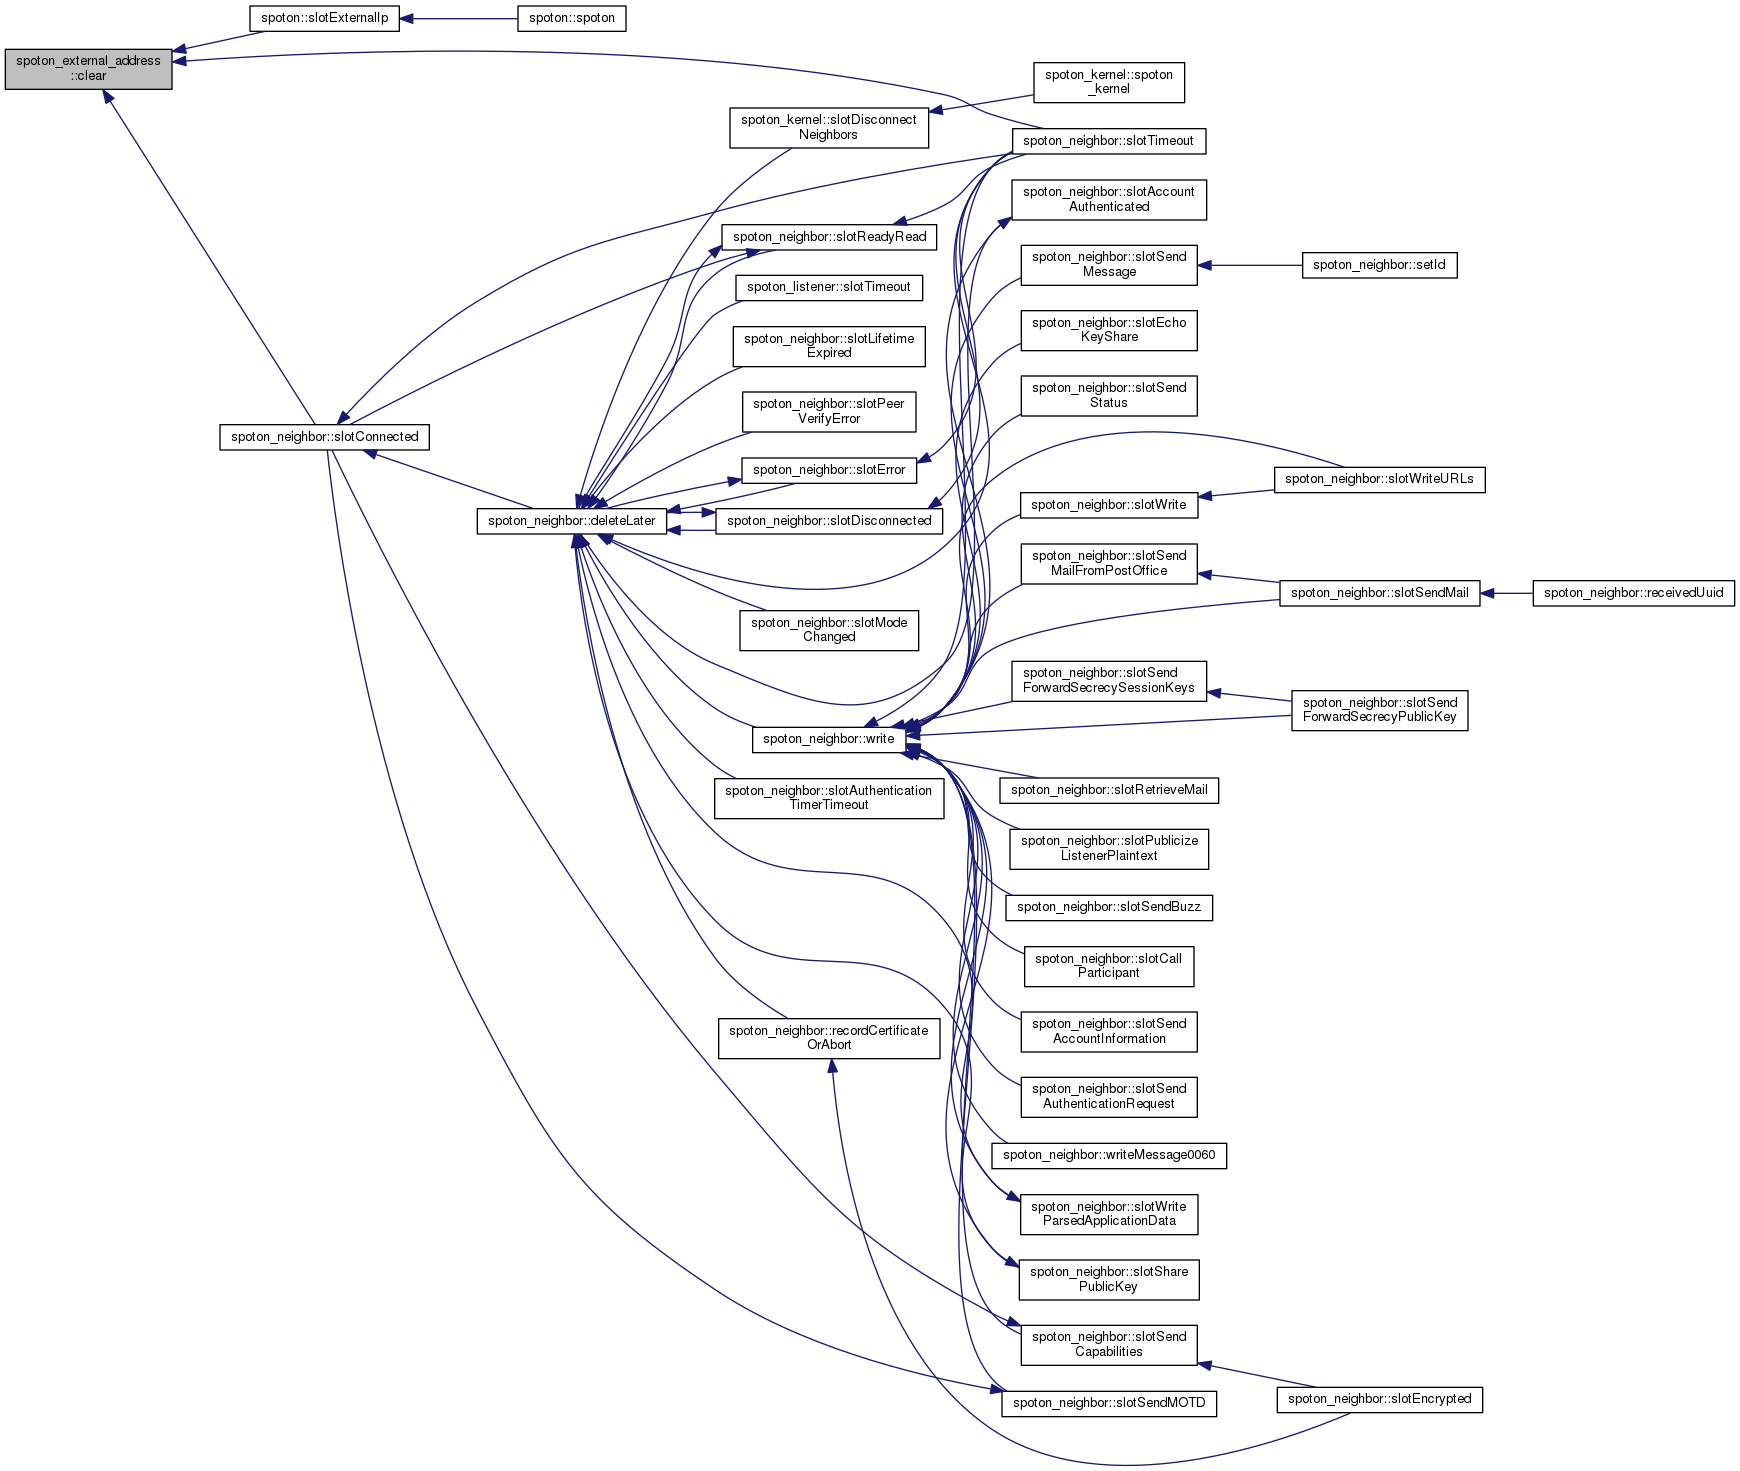 spoton::slotExternalIp
spoton::spoton
spoton_external_address
::clear
spoton_kernel::spoton
_kernel
spoton_kernel::slotDisconnect
Neighbors
spoton_neighbor::slotTimeout
spoton_neighbor::slotAccount
Authenticated
spoton_neighbor::slotReadyRead
spoton_neighbor::slotSend
Message
spoton_neighbor::setId
spoton_listener::slotTimeout
spoton_neighbor::slotEcho
KeyShare
spoton_neighbor::slotLifetime
Expired
spoton_neighbor::slotSend
Status
spoton_neighbor::slotPeer
VerifyError
spoton_neighbor::slotConnected
spoton_neighbor::slotError
spoton_neighbor::slotWriteURLs
spoton_neighbor::slotWrite
spoton_neighbor::deleteLater
spoton_neighbor::slotDisconnected
spoton_neighbor::slotSend
MailFromPostOffice
spoton_neighbor::slotSendMail
spoton_neighbor::receivedUuid
spoton_neighbor::slotMode
Changed
spoton_neighbor::slotSend
ForwardSecrecySessionKeys
spoton_neighbor::slotSend
ForwardSecrecyPublicKey
spoton_neighbor::write
spoton_neighbor::slotAuthentication
TimerTimeout
spoton_neighbor::slotRetrieveMail
spoton_neighbor::slotPublicize
ListenerPlaintext
spoton_neighbor::slotSendBuzz
spoton_neighbor::slotCall
Participant
spoton_neighbor::recordCertificate
OrAbort
spoton_neighbor::slotSend
AccountInformation
spoton_neighbor::slotSend
AuthenticationRequest
spoton_neighbor::writeMessage0060
spoton_neighbor::slotWrite
ParsedApplicationData
spoton_neighbor::slotShare
PublicKey
spoton_neighbor::slotSend
Capabilities
spoton_neighbor::slotEncrypted
spoton_neighbor::slotSendMOTD